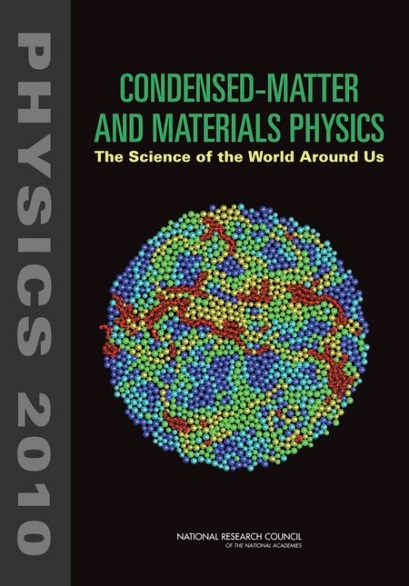 PHYSICS 2010
CONDENSED-MATTER
AND MATERIALS PHYSICS
The Science of the World Around Us
NATIONAL RESEARCH COUNCIL
OF THE NATIONAL ACADEMIES